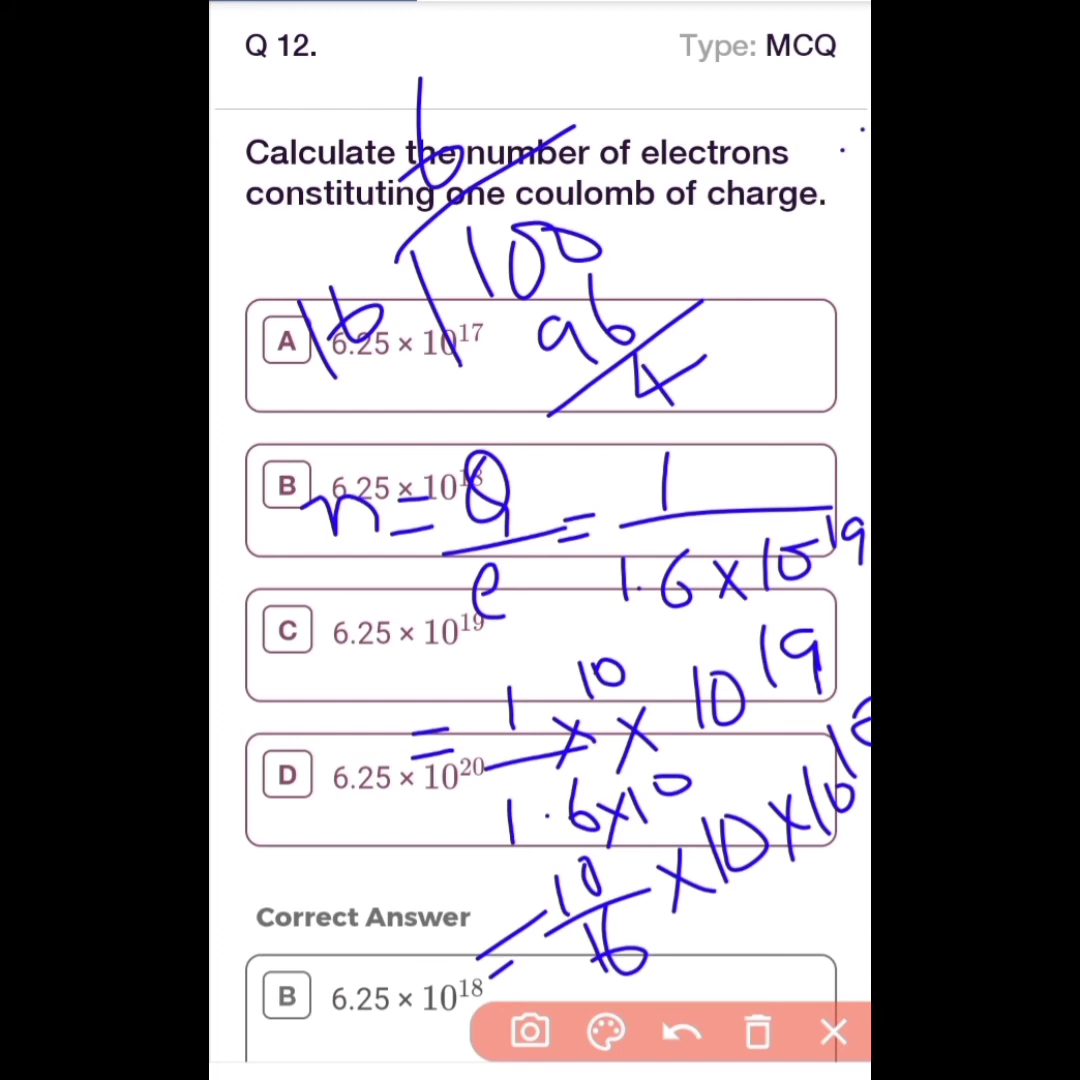 Q 12.
Type: MCQ
Calculate the number of electrons
constituting one coulomb of charge.
6
16 100
96
4
A 6.25 × 10^17
B 6.25 × 10^18
n = Q/e = 1/1.6 × 10^19
C 6.25 × 10^19
= 1 × 10/1.6 × 10 × 10^19
D 6.25 × 10^20
= 10/16 × 10 × 10^18
Correct Answer
B 6.25 × 10^18